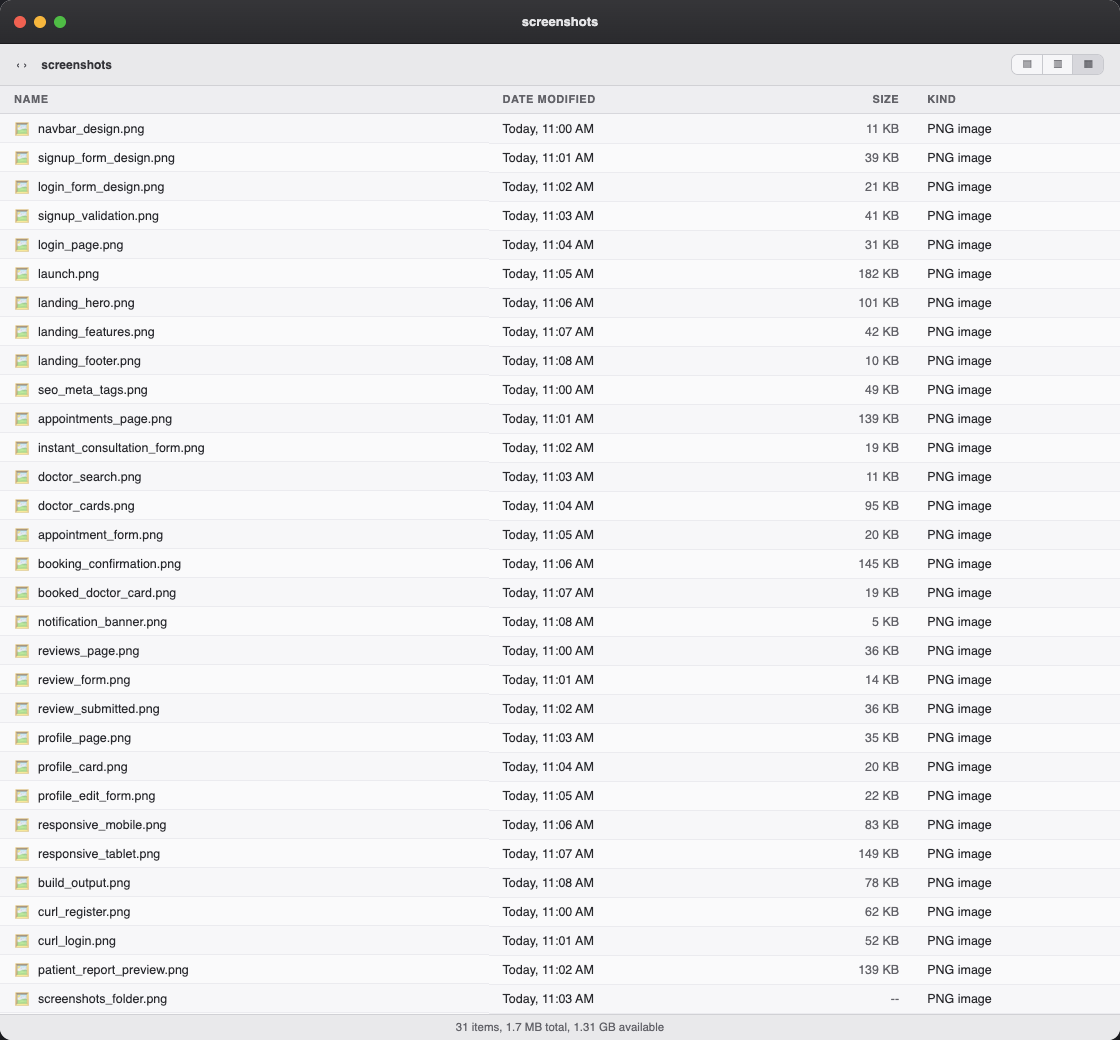 screenshots
‹ › screenshots
NAME DATE MODIFIED SIZE KIND
navbar_design.png Today, 11:00 AM 11 KB PNG image
signup_form_design.png Today, 11:01 AM 39 KB PNG image
login_form_design.png Today, 11:02 AM 21 KB PNG image
signup_validation.png Today, 11:03 AM 41 KB PNG image
login_page.png Today, 11:04 AM 31 KB PNG image
launch.png Today, 11:05 AM 182 KB PNG image
landing_hero.png Today, 11:06 AM 101 KB PNG image
landing_features.png Today, 11:07 AM 42 KB PNG image
landing_footer.png Today, 11:08 AM 10 KB PNG image
seo_meta_tags.png Today, 11:00 AM 49 KB PNG image
appointments_page.png Today, 11:01 AM 139 KB PNG image
instant_consultation_form.png Today, 11:02 AM 19 KB PNG image
doctor_search.png Today, 11:03 AM 11 KB PNG image
doctor_cards.png Today, 11:04 AM 95 KB PNG image
appointment_form.png Today, 11:05 AM 20 KB PNG image
booking_confirmation.png Today, 11:06 AM 145 KB PNG image
booked_doctor_card.png Today, 11:07 AM 19 KB PNG image
notification_banner.png Today, 11:08 AM 5 KB PNG image
reviews_page.png Today, 11:00 AM 36 KB PNG image
review_form.png Today, 11:01 AM 14 KB PNG image
review_submitted.png Today, 11:02 AM 36 KB PNG image
profile_page.png Today, 11:03 AM 35 KB PNG image
profile_card.png Today, 11:04 AM 20 KB PNG image
profile_edit_form.png Today, 11:05 AM 22 KB PNG image
responsive_mobile.png Today, 11:06 AM 83 KB PNG image
responsive_tablet.png Today, 11:07 AM 149 KB PNG image
build_output.png Today, 11:08 AM 78 KB PNG image
curl_register.png Today, 11:00 AM 62 KB PNG image
curl_login.png Today, 11:01 AM 52 KB PNG image
patient_report_preview.png Today, 11:02 AM 139 KB PNG image
screenshots_folder.png Today, 11:03 AM -- PNG image
31 items, 1.7 MB total, 1.31 GB available